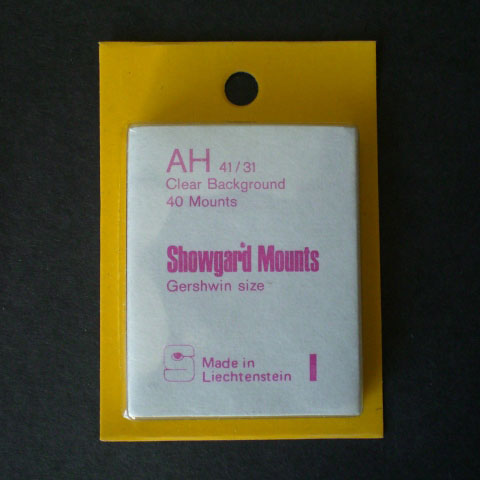 AH 41/31
Clear Background
40 Mounts
Showgard Mounts
Gershwin size
Made in
Liechtenstein